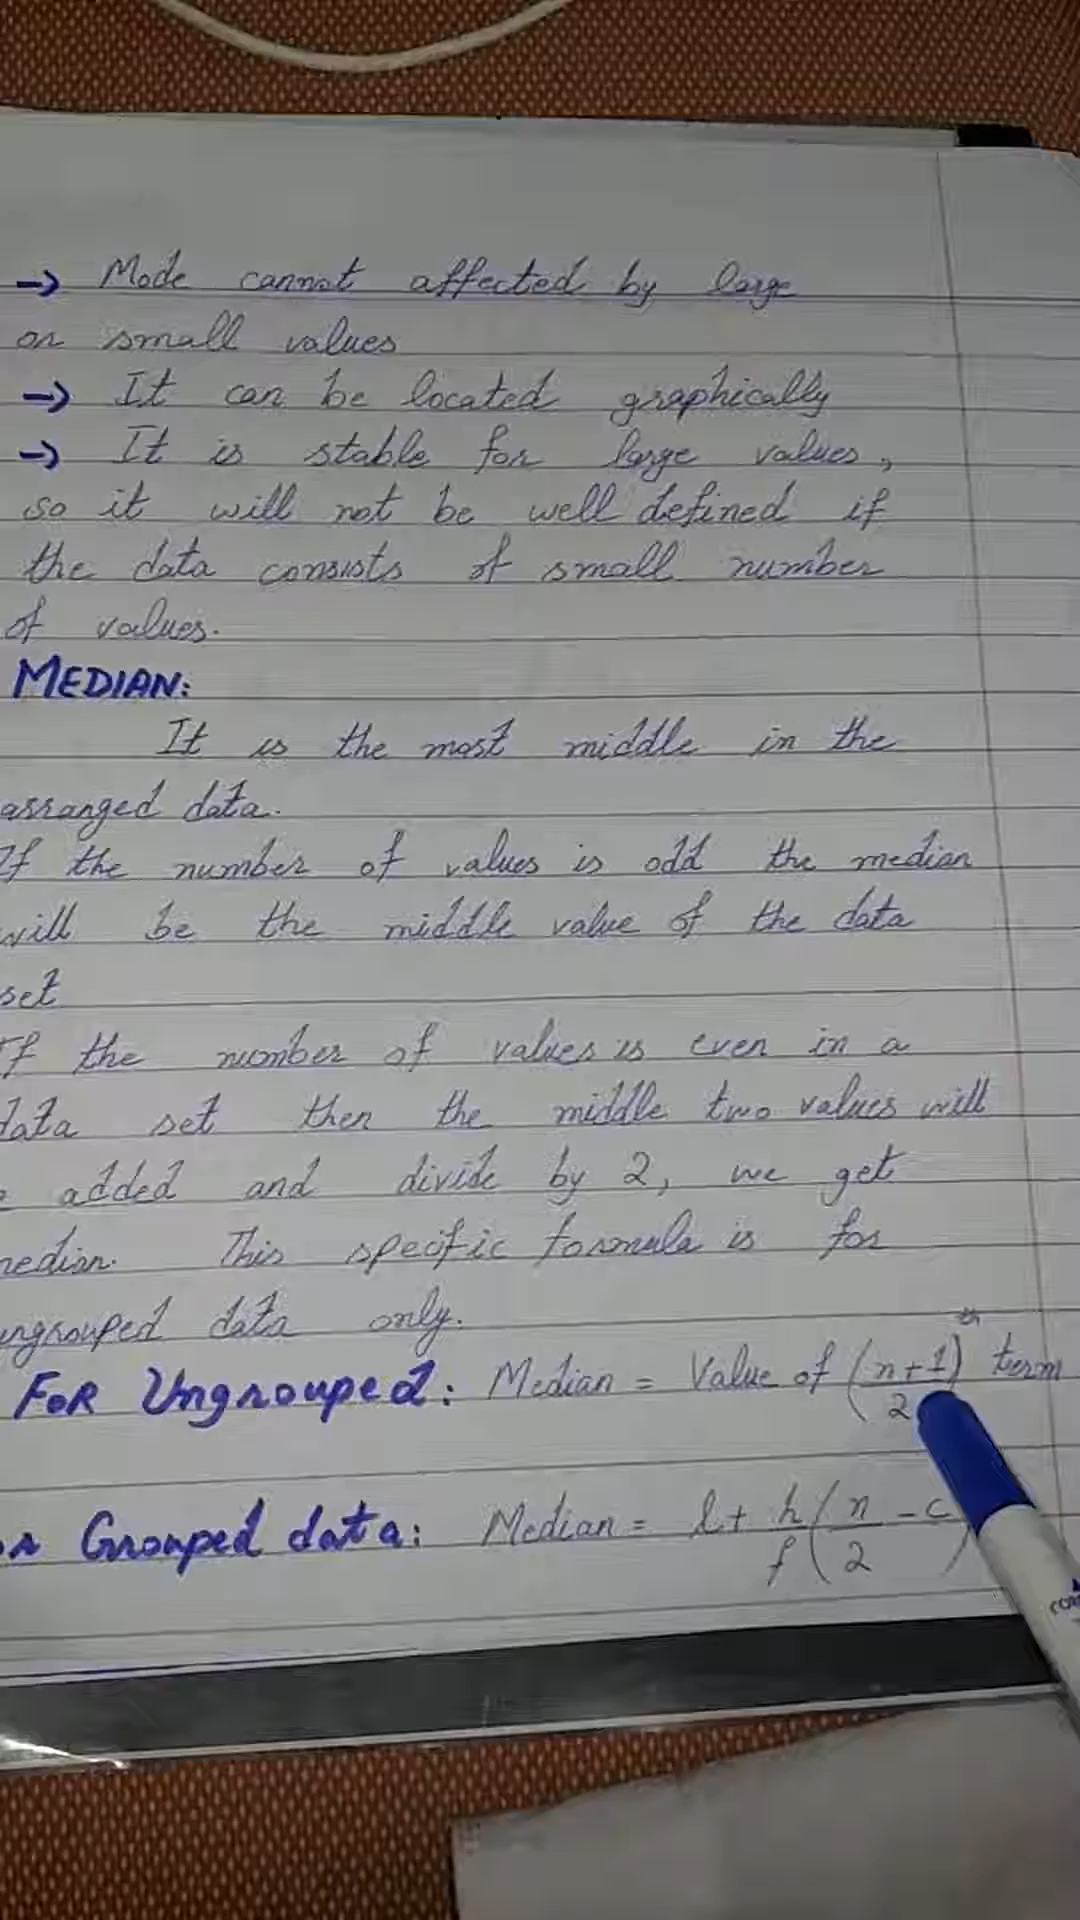 → Mode cannot affected by large
or small values
→ It can be located graphically
→ It is stable for large values,
so it will not be well defined if
the data consists of small number
of values.
MEDIAN:
It is the most middle in the
arranged data.
If the number of values is odd the median
will be the middle value of the data
set
If the number of values is even in a
data set then the middle two values will
added and divide by 2, we get
median. This specific formula is for
ungrouped data only.
FOR Ungrouped: Median = Value of (n+1/2)th term
Grouped data: Median = l + h/f (n/2 - c)